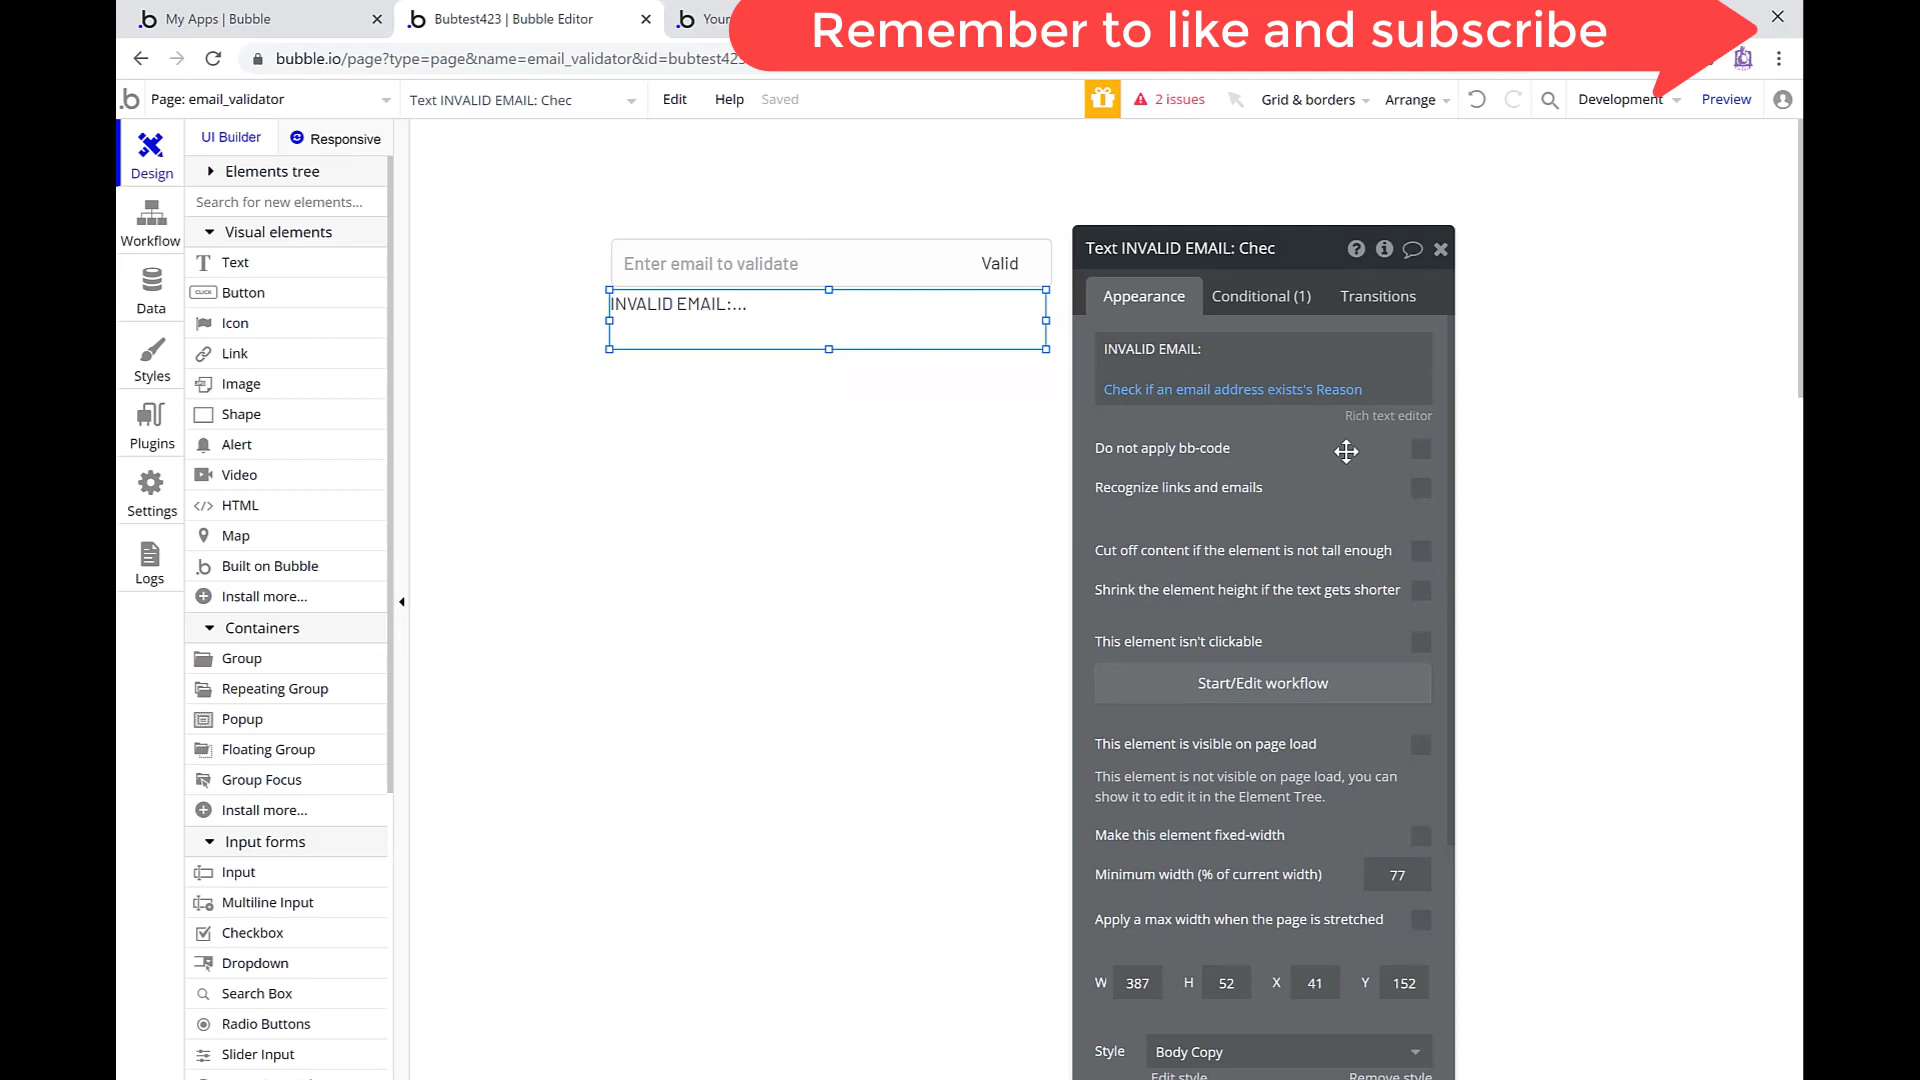 My Apps | Bubble
Bubtest423 | Bubble Editor
Your
Remember to like and subscribe
bubble.io/page?type=page&name=email_validator&id=bubtest423
Page: email_validator
Text INVALID EMAIL: Chec
Edit
Help
Saved
2 issues
Grid & borders
Arrange
Development
Preview
Design
Workflow
Data
Styles
Plugins
Settings
Logs
UI Builder
Responsive
Elements tree
Search for new elements...
Visual elements
Text
CLICK
Button
Icon
Link
Image
Shape
Alert
Video
HTML
Map
Built on Bubble
Install more...
Containers
Group
Repeating Group
Popup
Floating Group
Group Focus
Install more...
Input forms
Input
Multiline Input
Checkbox
Dropdown
Search Box
Radio Buttons
Slider Input
Enter email to validate
Valid
INVALID EMAIL:...
Text INVALID EMAIL: Chec
Appearance
Conditional (1)
Transitions
INVALID EMAIL:
Check if an email address exists's Reason
Rich text editor
Do not apply bb-code
Recognize links and emails
Cut off content if the element is not tall enough
Shrink the element height if the text gets shorter
This element isn't clickable
Start/Edit workflow
This element is visible on page load
This element is not visible on page load, you can
show it to edit it in the Element Tree.
Make this element fixed-width
Minimum width (% of current width)
77
Apply a max width when the page is stretched
W 387 H 52 X 41 Y 152
Style
Body Copy
Edit style
Remove style